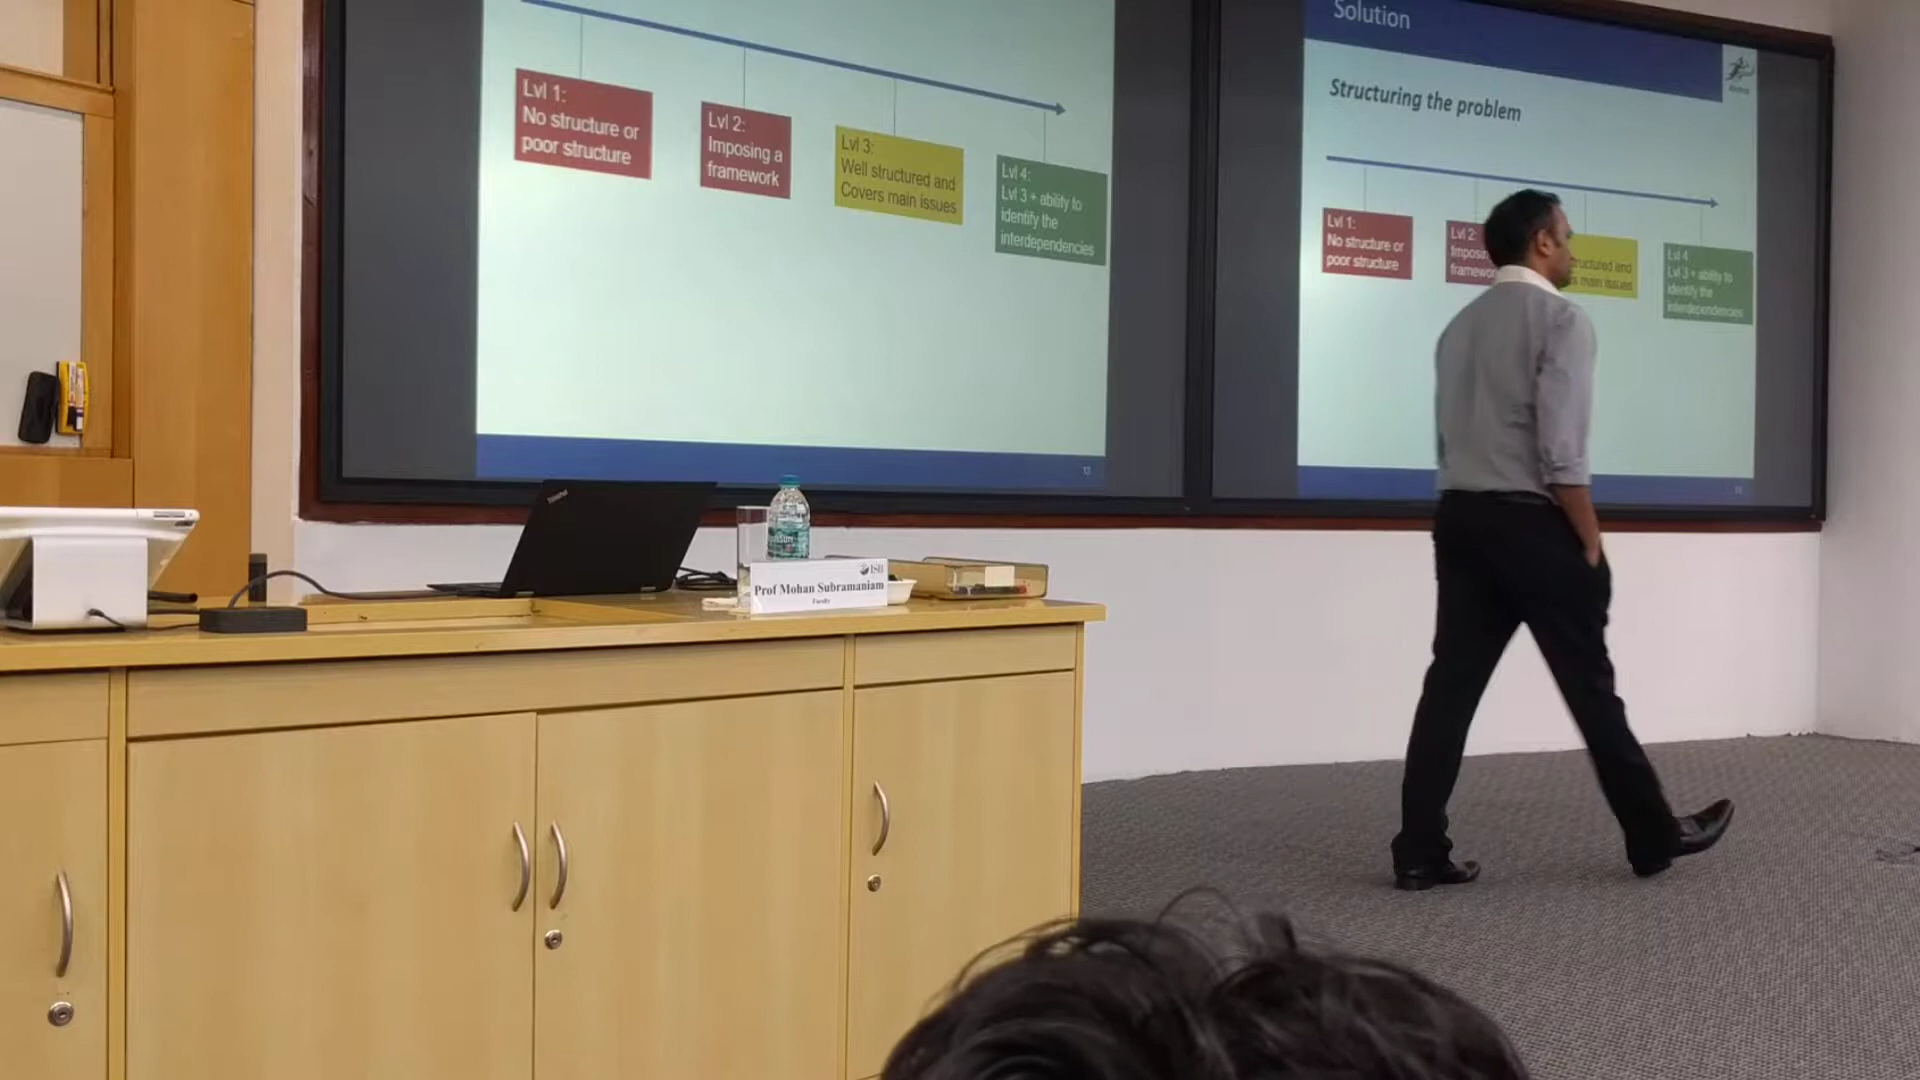 Lvl 1:
No structure or
poor structure
Lvl 2:
Imposing a
framework
Lvl 3:
Well structured and
Covers main issues
Lvl 4:
Lvl 3 + ability to
identify the
interdependencies
Solution
Structuring the problem
Lvl 1:
No structure or
poor structure
Lvl 2:
Lvl 4:
Lvl 3 + ability to
identify the
interdependencies
ThinkPad
ISB
Prof Mohan Subramaniam
Faculty